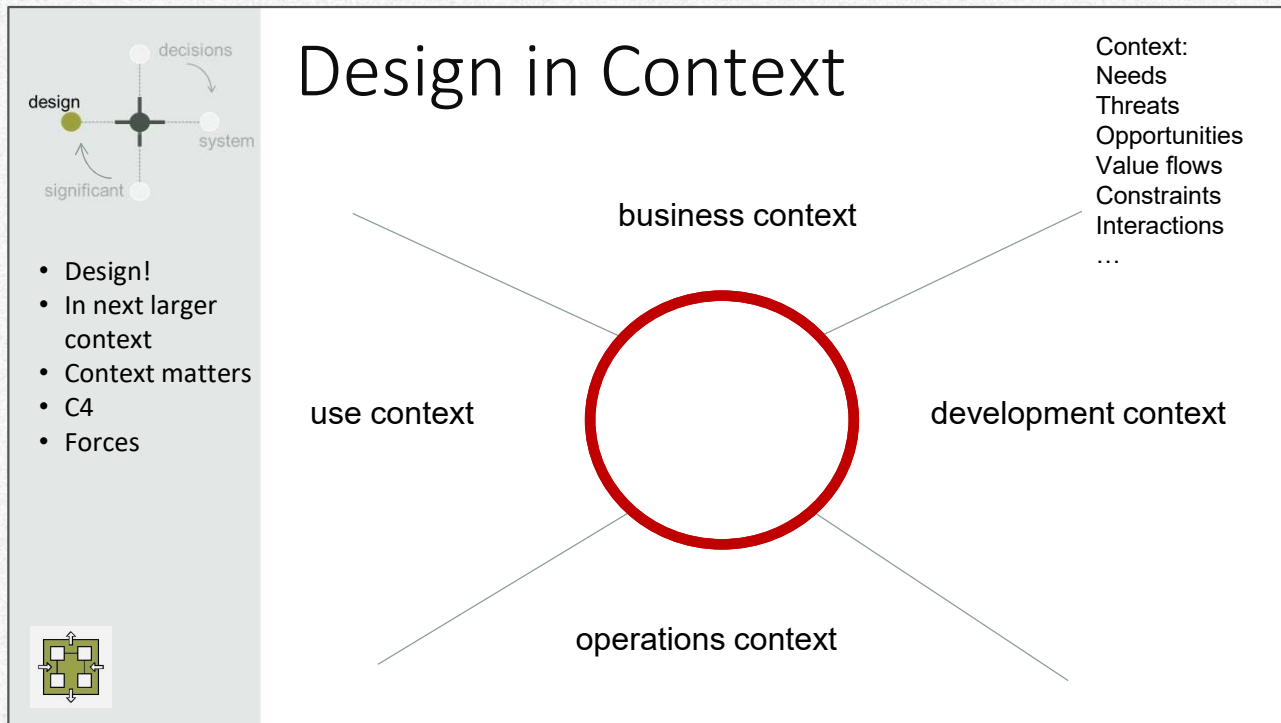 decisions
design
system
significant
Design in Context
Context:
Needs
Threats
Opportunities
Value flows
Constraints
Interactions
…
• Design!
• In next larger
context
• Context matters
• C4
• Forces
business context
use context
development context
operations context